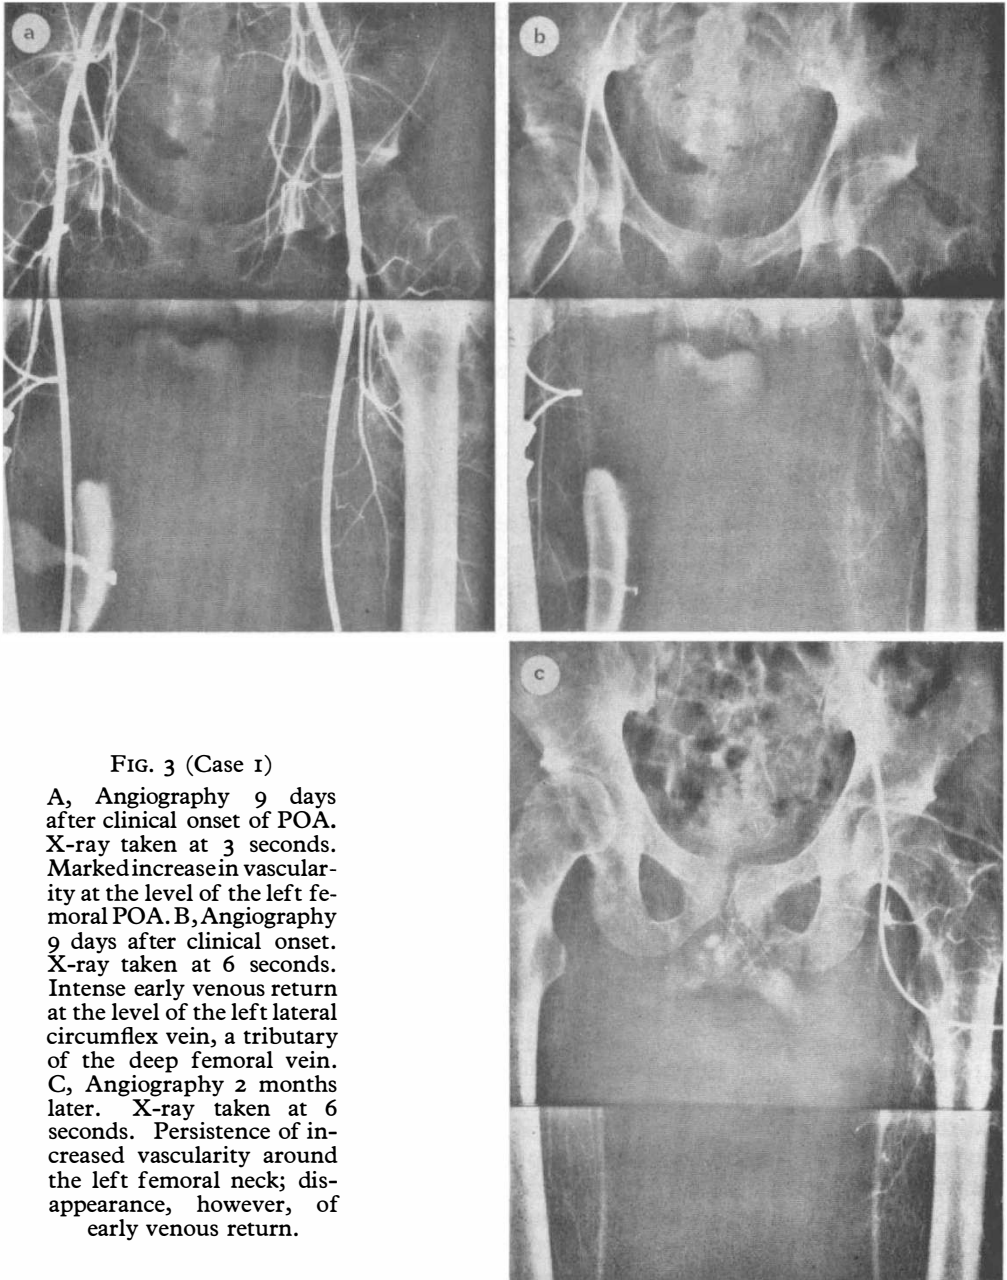 a
b
c
FIG. 3 (Case 1)
A, Angiography 9 days
after clinical onset of POA.
X-ray taken at 3 seconds.
Marked increase in vascular-
ity at the level of the left fe-
moral POA. B, Angiography
9 days after clinical onset.
X-ray taken at 6 seconds.
Intense early venous return
at the level of the left lateral
circumflex vein, a tributary
of the deep femoral vein.
C, Angiography 2 months
later. X-ray taken at 6
seconds. Persistence of in-
creased vascularity around
the left femoral neck; dis-
appearance, however, of
early venous return.